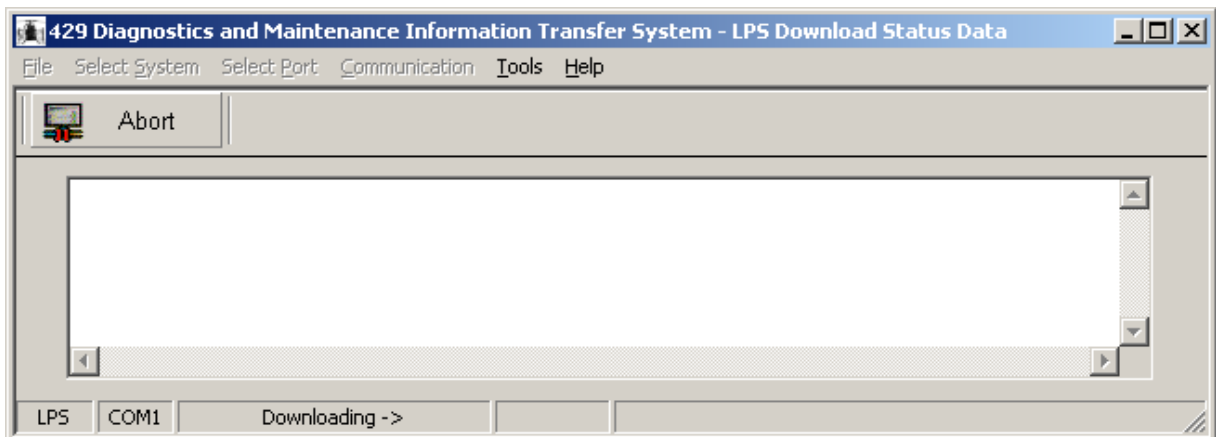 429 Diagnostics and Maintenance Information Transfer System - LPS Download Status Data
File Select System Select Port Communication Tools Help
Abort
LPS COM1 Downloading ->